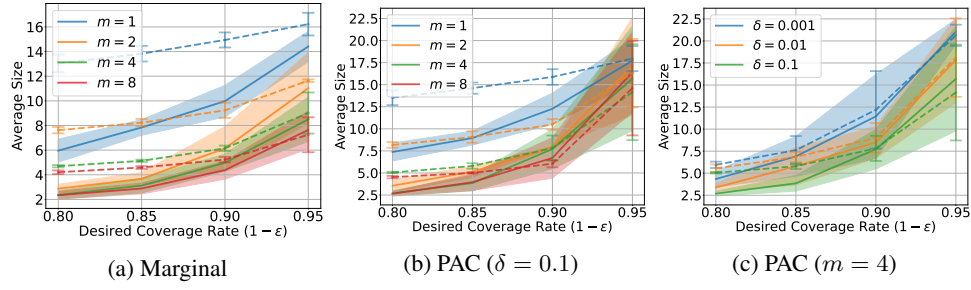 Average Size
16
14
12
10
8
6
4
2
m = 1
m = 2
m = 4
m = 8
0.80 0.85 0.90 0.95
Desired Coverage Rate (1 − ε)
(a) Marginal
Average Size
22.5
20.0
17.5
15.0
12.5
10.0
7.5
5.0
2.5
m = 1
m = 2
m = 4
m = 8
0.80 0.85 0.90 0.95
Desired Coverage Rate (1 − ε)
(b) PAC (δ = 0.1)
Average Size
22.5
20.0
17.5
15.0
12.5
10.0
7.5
5.0
2.5
δ = 0.001
δ = 0.01
δ = 0.1
0.80 0.85 0.90 0.95
Desired Coverage Rate (1 − ε)
(c) PAC (m = 4)